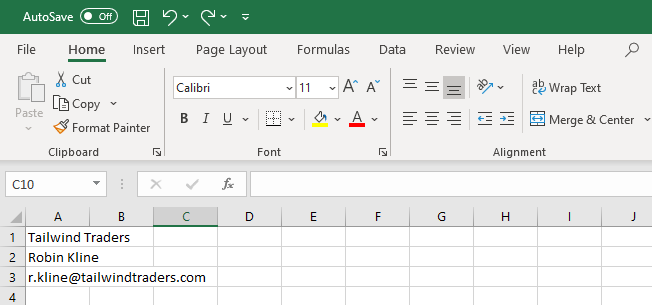 AutoSave Off
File Home Insert Page Layout Formulas Data Review View Help
Paste
Cut
Copy
Format Painter
Clipboard
Calibri 11 A A
B I U A
Font
ab c Wrap Text
Merge & Center
Alignment
C10 fx
A B C D E F G H I J
1 Tailwind Traders
2 Robin Kline
3 r.kline@tailwindtraders.com
4